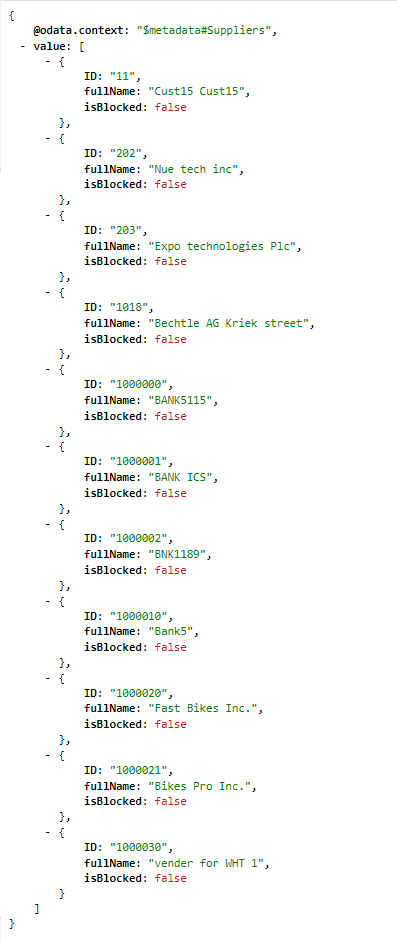 {
@odata.context: "$metadata#Suppliers",
- value: [
- {
ID: "11",
fullName: "Cust15 Cust15",
isBlocked: false
},
- {
ID: "202",
fullName: "Nue tech inc",
isBlocked: false
},
- {
ID: "203",
fullName: "Expo technologies Plc",
isBlocked: false
},
- {
ID: "1018",
fullName: "Bechtle AG Kriek street",
isBlocked: false
},
- {
ID: "1000000",
fullName: "BANK5115",
isBlocked: false
},
- {
ID: "1000001",
fullName: "BANK ICS",
isBlocked: false
},
- {
ID: "1000002",
fullName: "BNK1189",
isBlocked: false
},
- {
ID: "1000010",
fullName: "Bank5",
isBlocked: false
},
- {
ID: "1000020",
fullName: "Fast Bikes Inc.",
isBlocked: false
},
- {
ID: "1000021",
fullName: "Bikes Pro Inc.",
isBlocked: false
},
- {
ID: "1000030",
fullName: "vender for WHT 1",
isBlocked: false
}
]
}